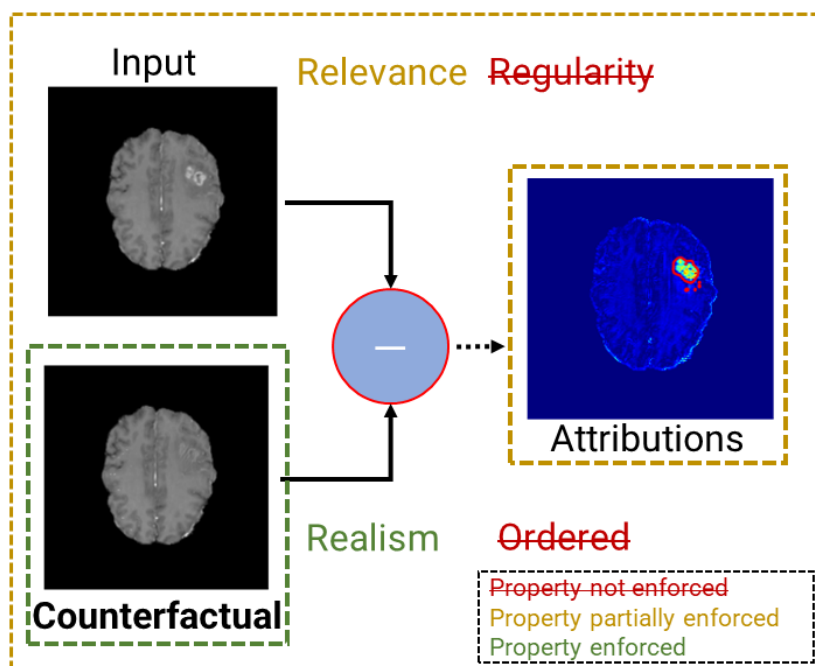 Input
Relevance Regularity
Attributions
Counterfactual
Realism Ordered
Property not enforced
Property partially enforced
Property enforced